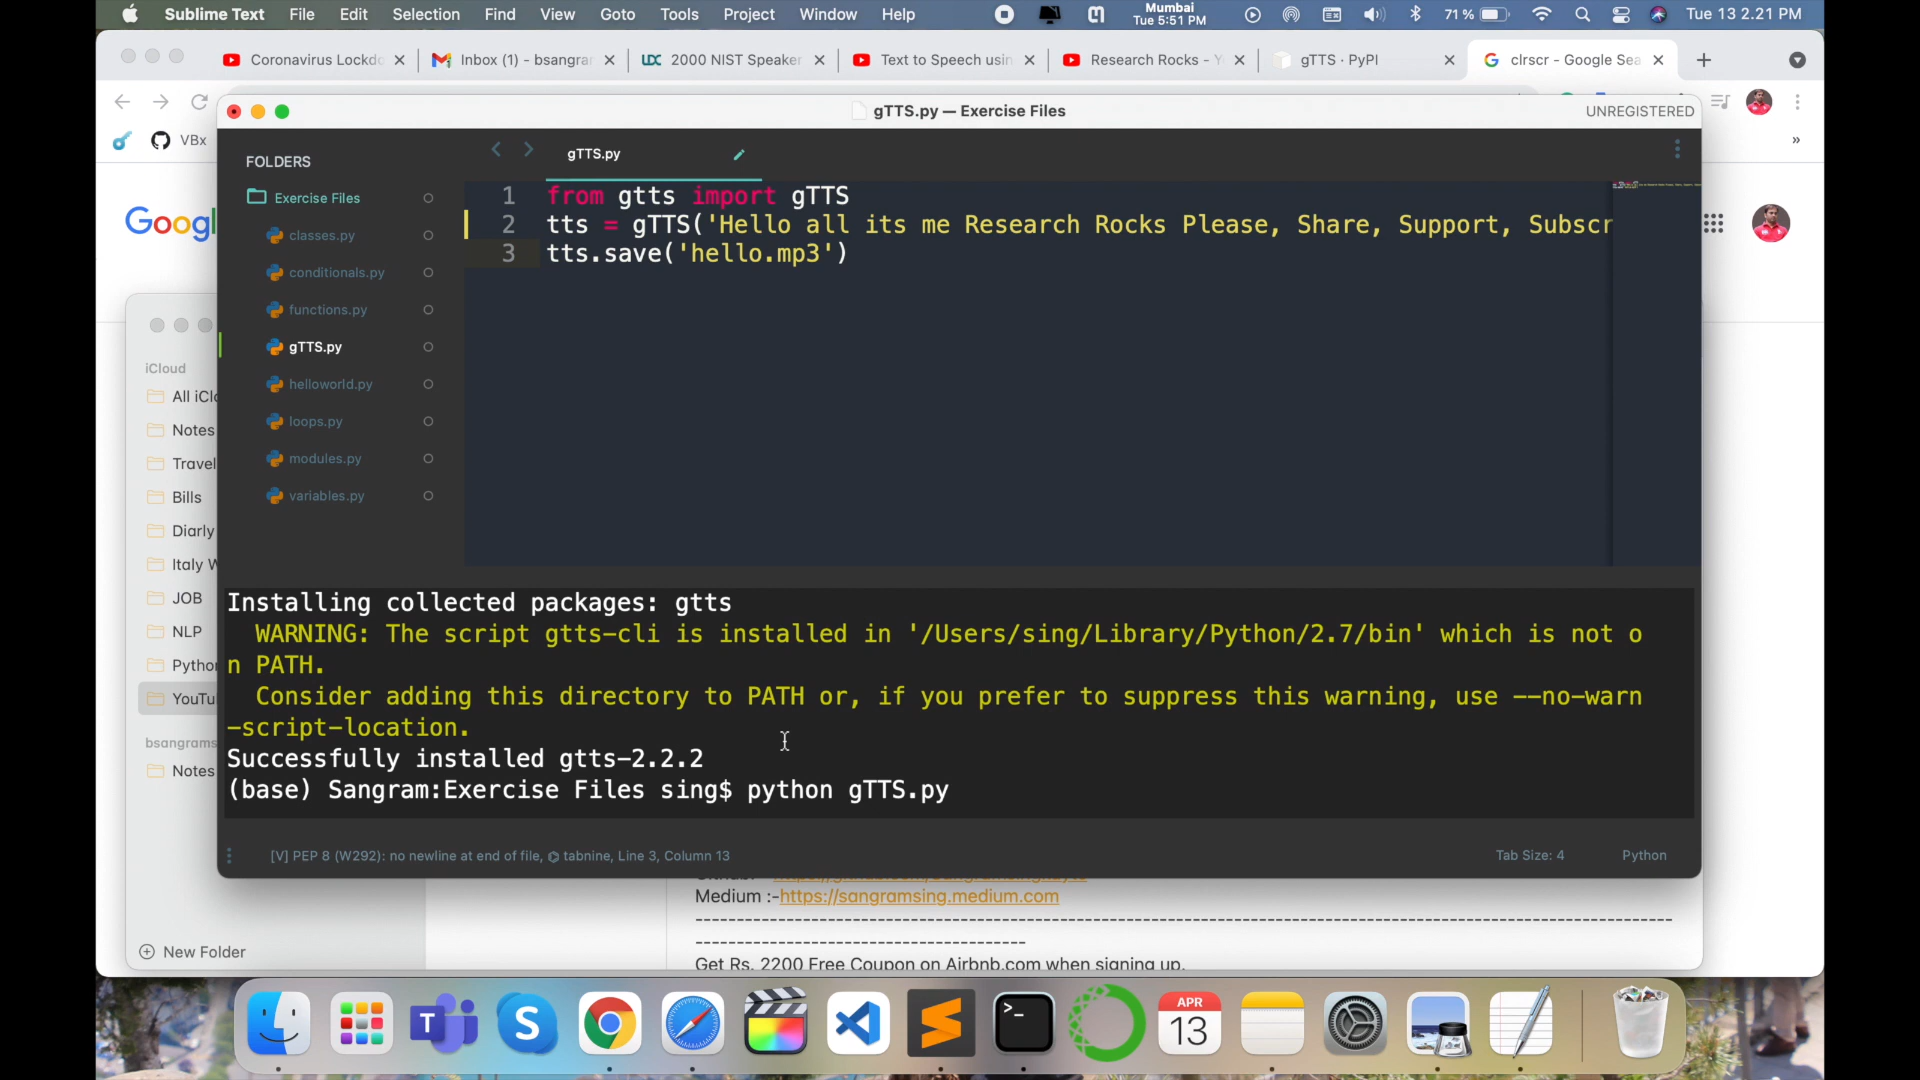 Sublime Text File Edit Selection Find View Goto Tools Project Window Help
Mumbai
Tue 5:51 PM
71 %
Tue 13 2.21 PM
Coronavirus Lockdo
Inbox (1) - bsangra
UDC 2000 NIST Speaker
Text to Speech usin
Research Rocks - Y
gTTS · PyPI
clrscr - Google Sea
VBx
»
gTTS.py — Exercise Files
UNREGISTERED
Googl
FOLDERS
Exercise Files
classes.py
conditionals.py
functions.py
gTTS.py
helloworld.py
loops.py
modules.py
variables.py
gTTS.py
1 from gtts import gTTS
2 tts = gTTS('Hello all its me Research Rocks Please, Share, Support, Subscr
3 tts.save('hello.mp3')
iCloud
All iClo
Notes
Travel
Bills
Diarly
Italy W
JOB
NLP
Pytho
YouTu
bsangrams
Notes
New Folder
Installing collected packages: gtts
WARNING: The script gtts-cli is installed in '/Users/sing/Library/Python/2.7/bin' which is not o
n PATH.
Consider adding this directory to PATH or, if you prefer to suppress this warning, use --no-warn
-script-location.
Successfully installed gtts-2.2.2
(base) Sangram:Exercise Files sing$ python gTTS.py
[V] PEP 8 (W292): no newline at end of file, tabnine, Line 3, Column 13
Tab Size: 4
Python
Medium :-https://sangramsing.medium.com
--------------------------------------------------------------------------------------------------------------------
---------------------------------------
Get Rs. 2200 Free Coupon on Airbnb.com when signing up.
T
S
>_
APR
13